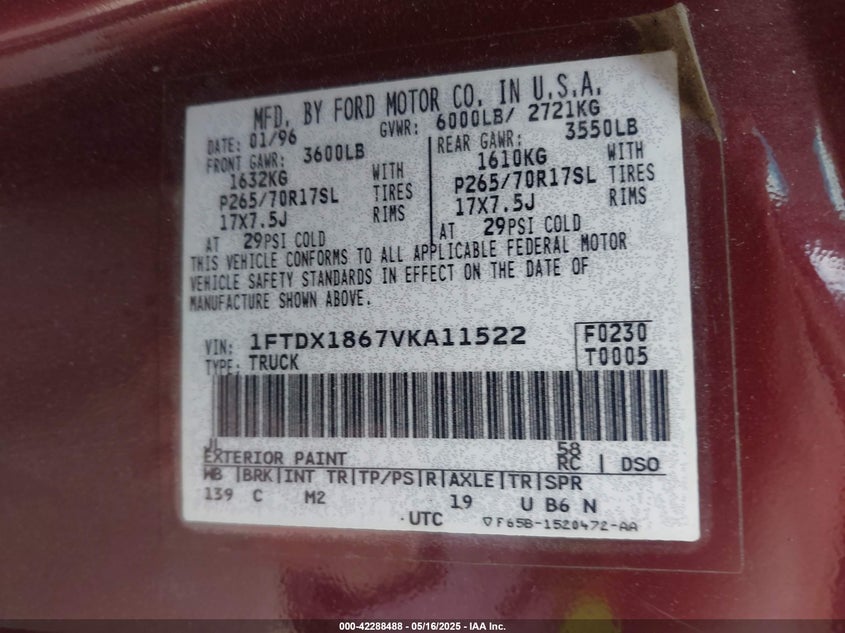 MFD. BY FORD MOTOR CO. IN U.S.A.
DATE: 01/96 GVWR: 6000LB/ 2721KG
FRONT GAWR: 3600LB REAR GAWR: 3550LB
1632KG WITH 1610KG WITH
P265/70R17SL TIRES P265/70R17SL TIRES
17X7.5J RIMS 17X7.5J RIMS
AT 29PSI COLD AT 29PSI COLD
THIS VEHICLE CONFORMS TO ALL APPLICABLE FEDERAL MOTOR
VEHICLE SAFETY STANDARDS IN EFFECT ON THE DATE OF
MANUFACTURE SHOWN ABOVE.
VIN: 1FTDX1867VKA11522 F0230
TYPE: TRUCK T0005
JL 58
EXTERIOR PAINT RC | DSO
WB |BRK|INT TR|TP/PS|R|AXLE|TR|SPR
139 C M2 19 U B6 N
·UTC ▽F65B-1520472-AA
000-42288488 - 05/16/2025 - IAA Inc.